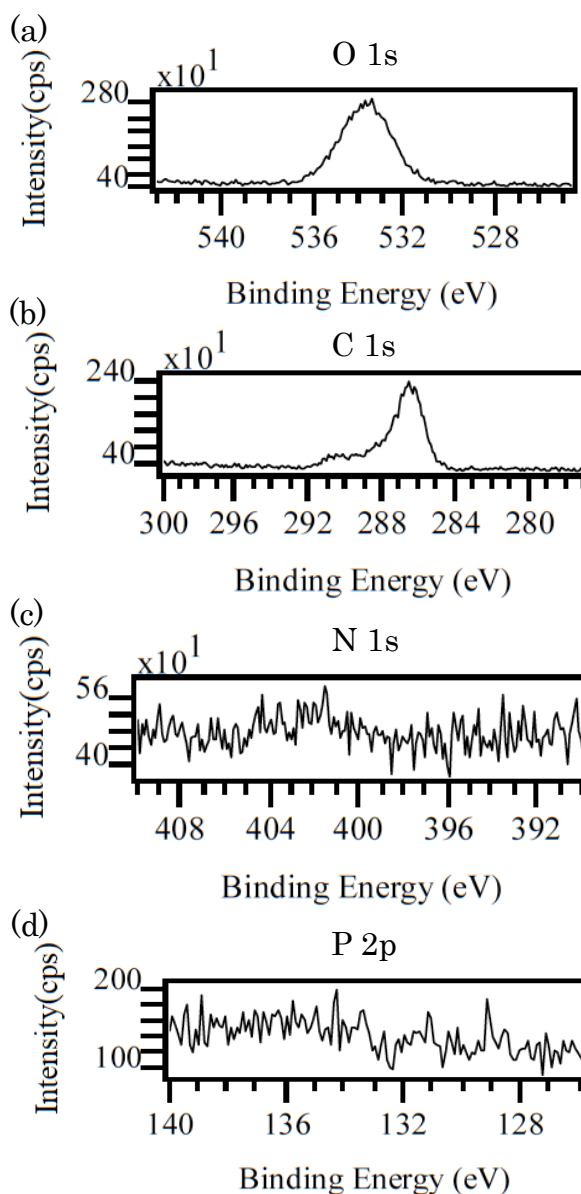 (a)
O 1s
x10¹
280
40
Intensity(cps)
540 536 532 528
Binding Energy (eV)
(b)
C 1s
x10¹
240
40
Intensity(cps)
300 296 292 288 284 280
Binding Energy (eV)
(c)
N 1s
x10¹
56
40
Intensity(cps)
408 404 400 396 392
Binding Energy (eV)
(d)
P 2p
200
100
Intensity(cps)
140 136 132 128
Binding Energy (eV)